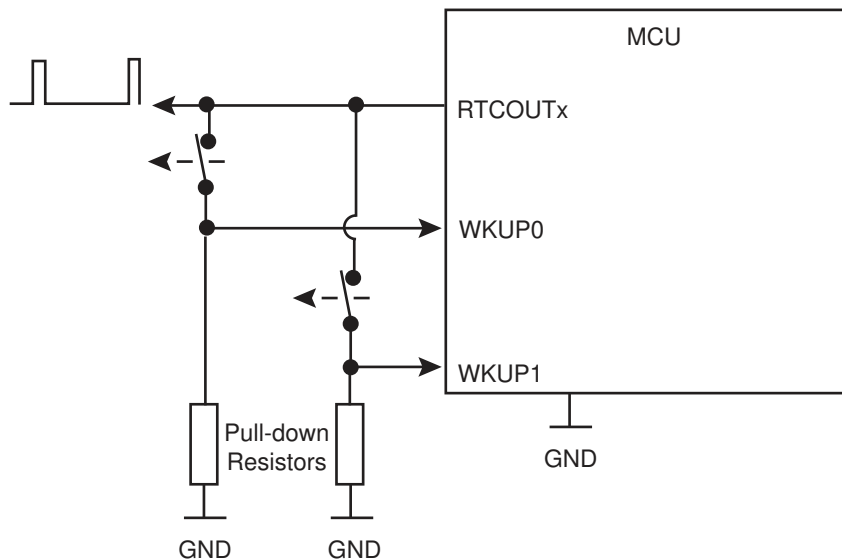 MCU
RTCOUTx
WKUP0
WKUP1
Pull-down
Resistors
GND
GND
GND